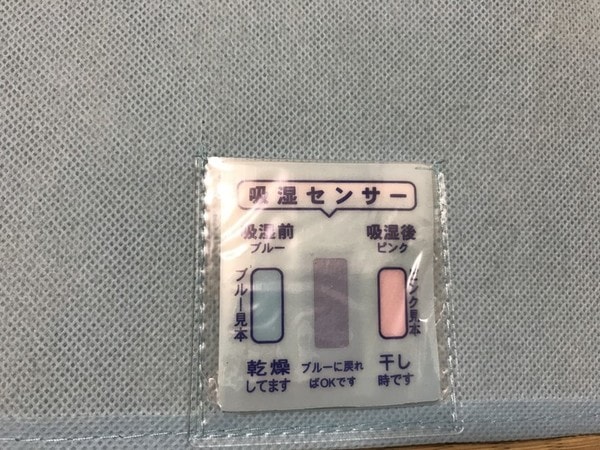 吸湿センサー
吸湿前
ブルー
吸湿後
ピンク
ブルー見本
ピンク見本
乾燥
してます
ブルーに戻れ
ばOKです
干し
時です